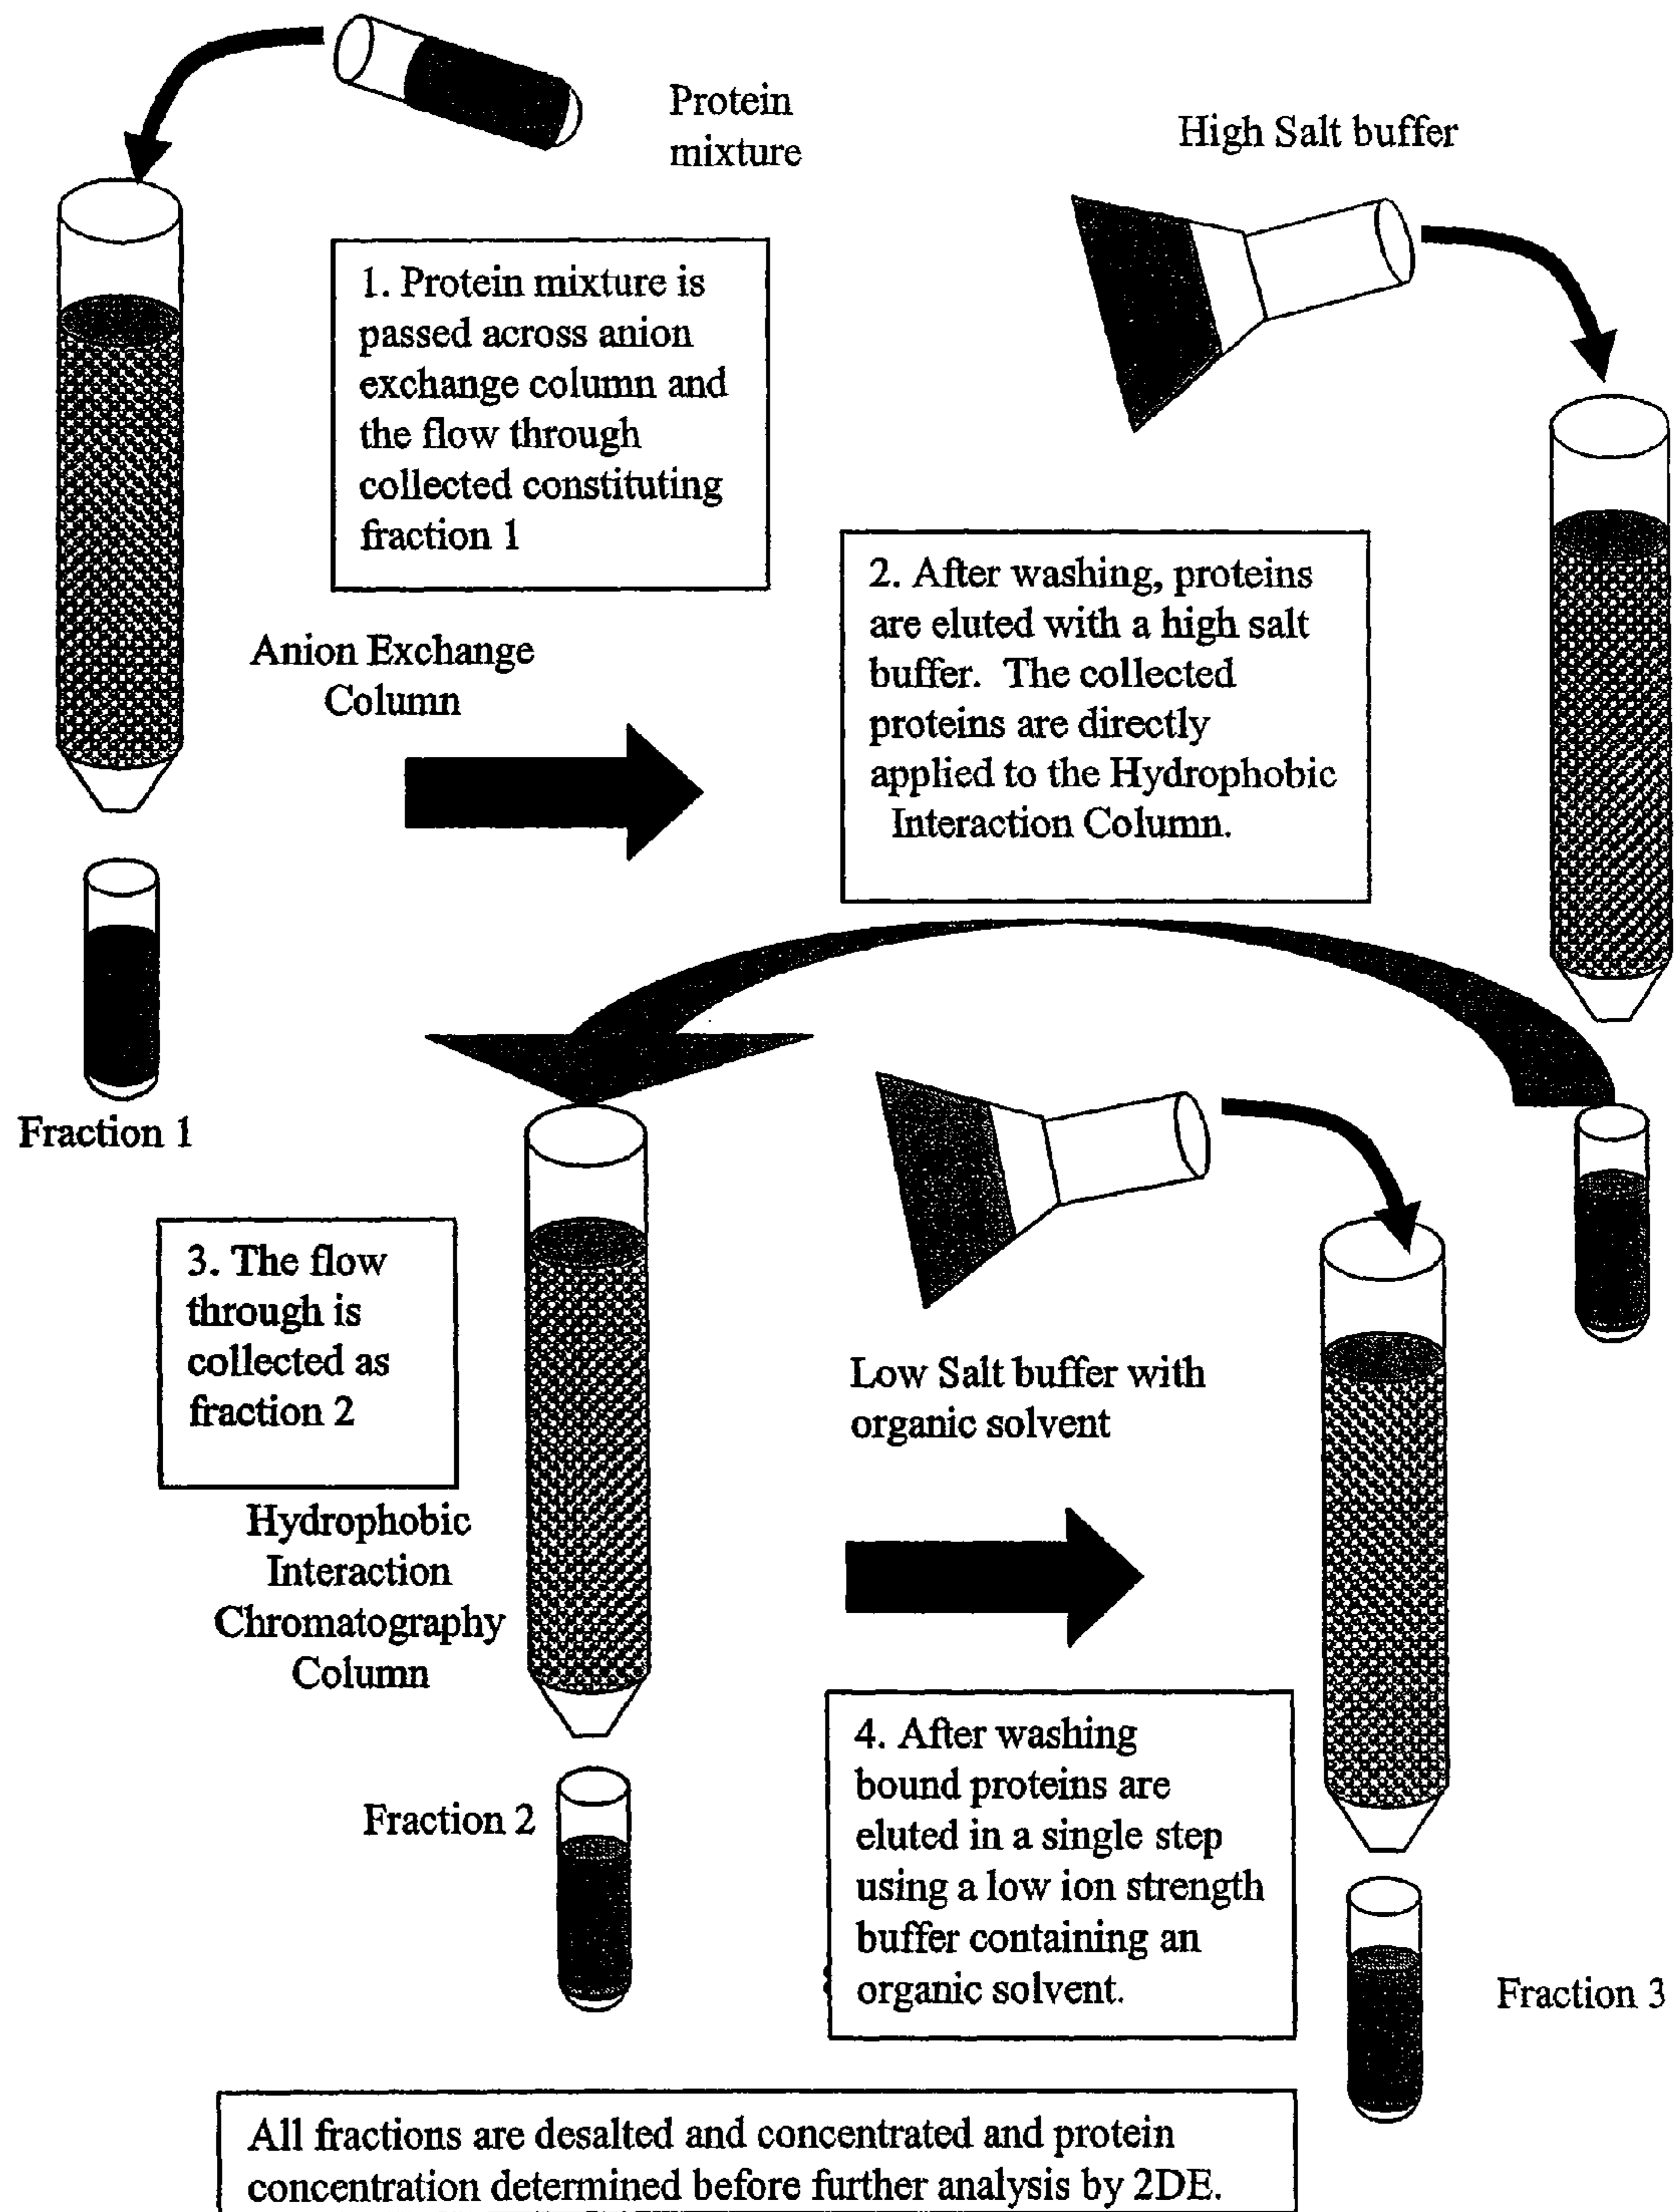 Protein
mixture
High Salt buffer
1. Protein mixture is
passed across anion
exchange column and
the flow through
collected constituting
fraction 1
2. After washing, proteins
are eluted with a high salt
buffer. The collected
proteins are directly
applied to the Hydrophobic
Interaction Column.
Anion Exchange
Column
Fraction 1
3. The flow
through is
collected as
fraction 2
Low Salt buffer with
organic solvent
Hydrophobic
Interaction
Chromatography
Column
Fraction 2
4. After washing
bound proteins are
eluted in a single step
using a low ion strength
buffer containing an
organic solvent.
Fraction 3
All fractions are desalted and concentrated and protein
concentration determined before further analysis by 2DE.